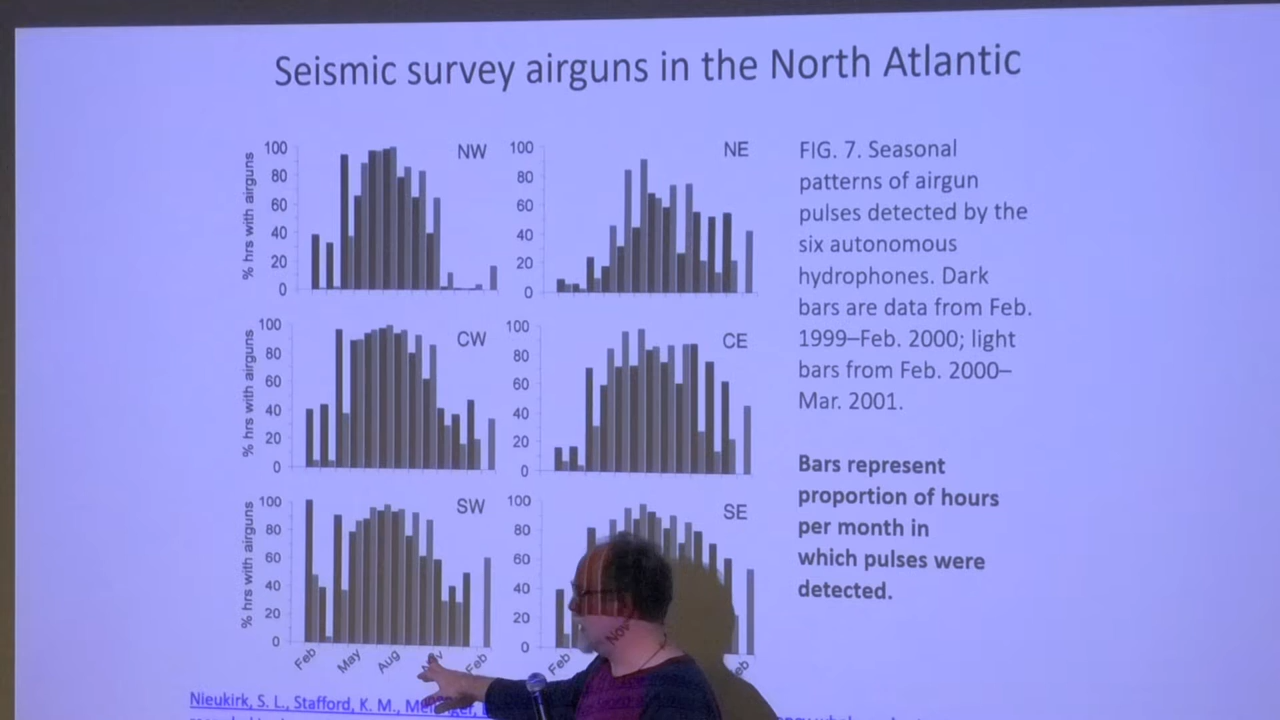 Seismic survey airguns in the North Atlantic
NW
% hrs with airguns
100
80
60
40
20
0
NE
100
80
60
40
20
0
CW
% hrs with airguns
100
80
60
40
20
0
CE
100
80
60
40
20
0
SW
% hrs with airguns
100
80
60
40
20
0
Feb May Aug Nov Feb
SE
100
80
60
40
20
0
Feb Nov
FIG. 7. Seasonal
patterns of airgun
pulses detected by the
six autonomous
hydrophones. Dark
bars are data from Feb.
1999–Feb. 2000; light
bars from Feb. 2000–
Mar. 2001.
Bars represent
proportion of hours
per month in
which pulses were
detected.
Nieukirk, S. L., Stafford, K. M.,